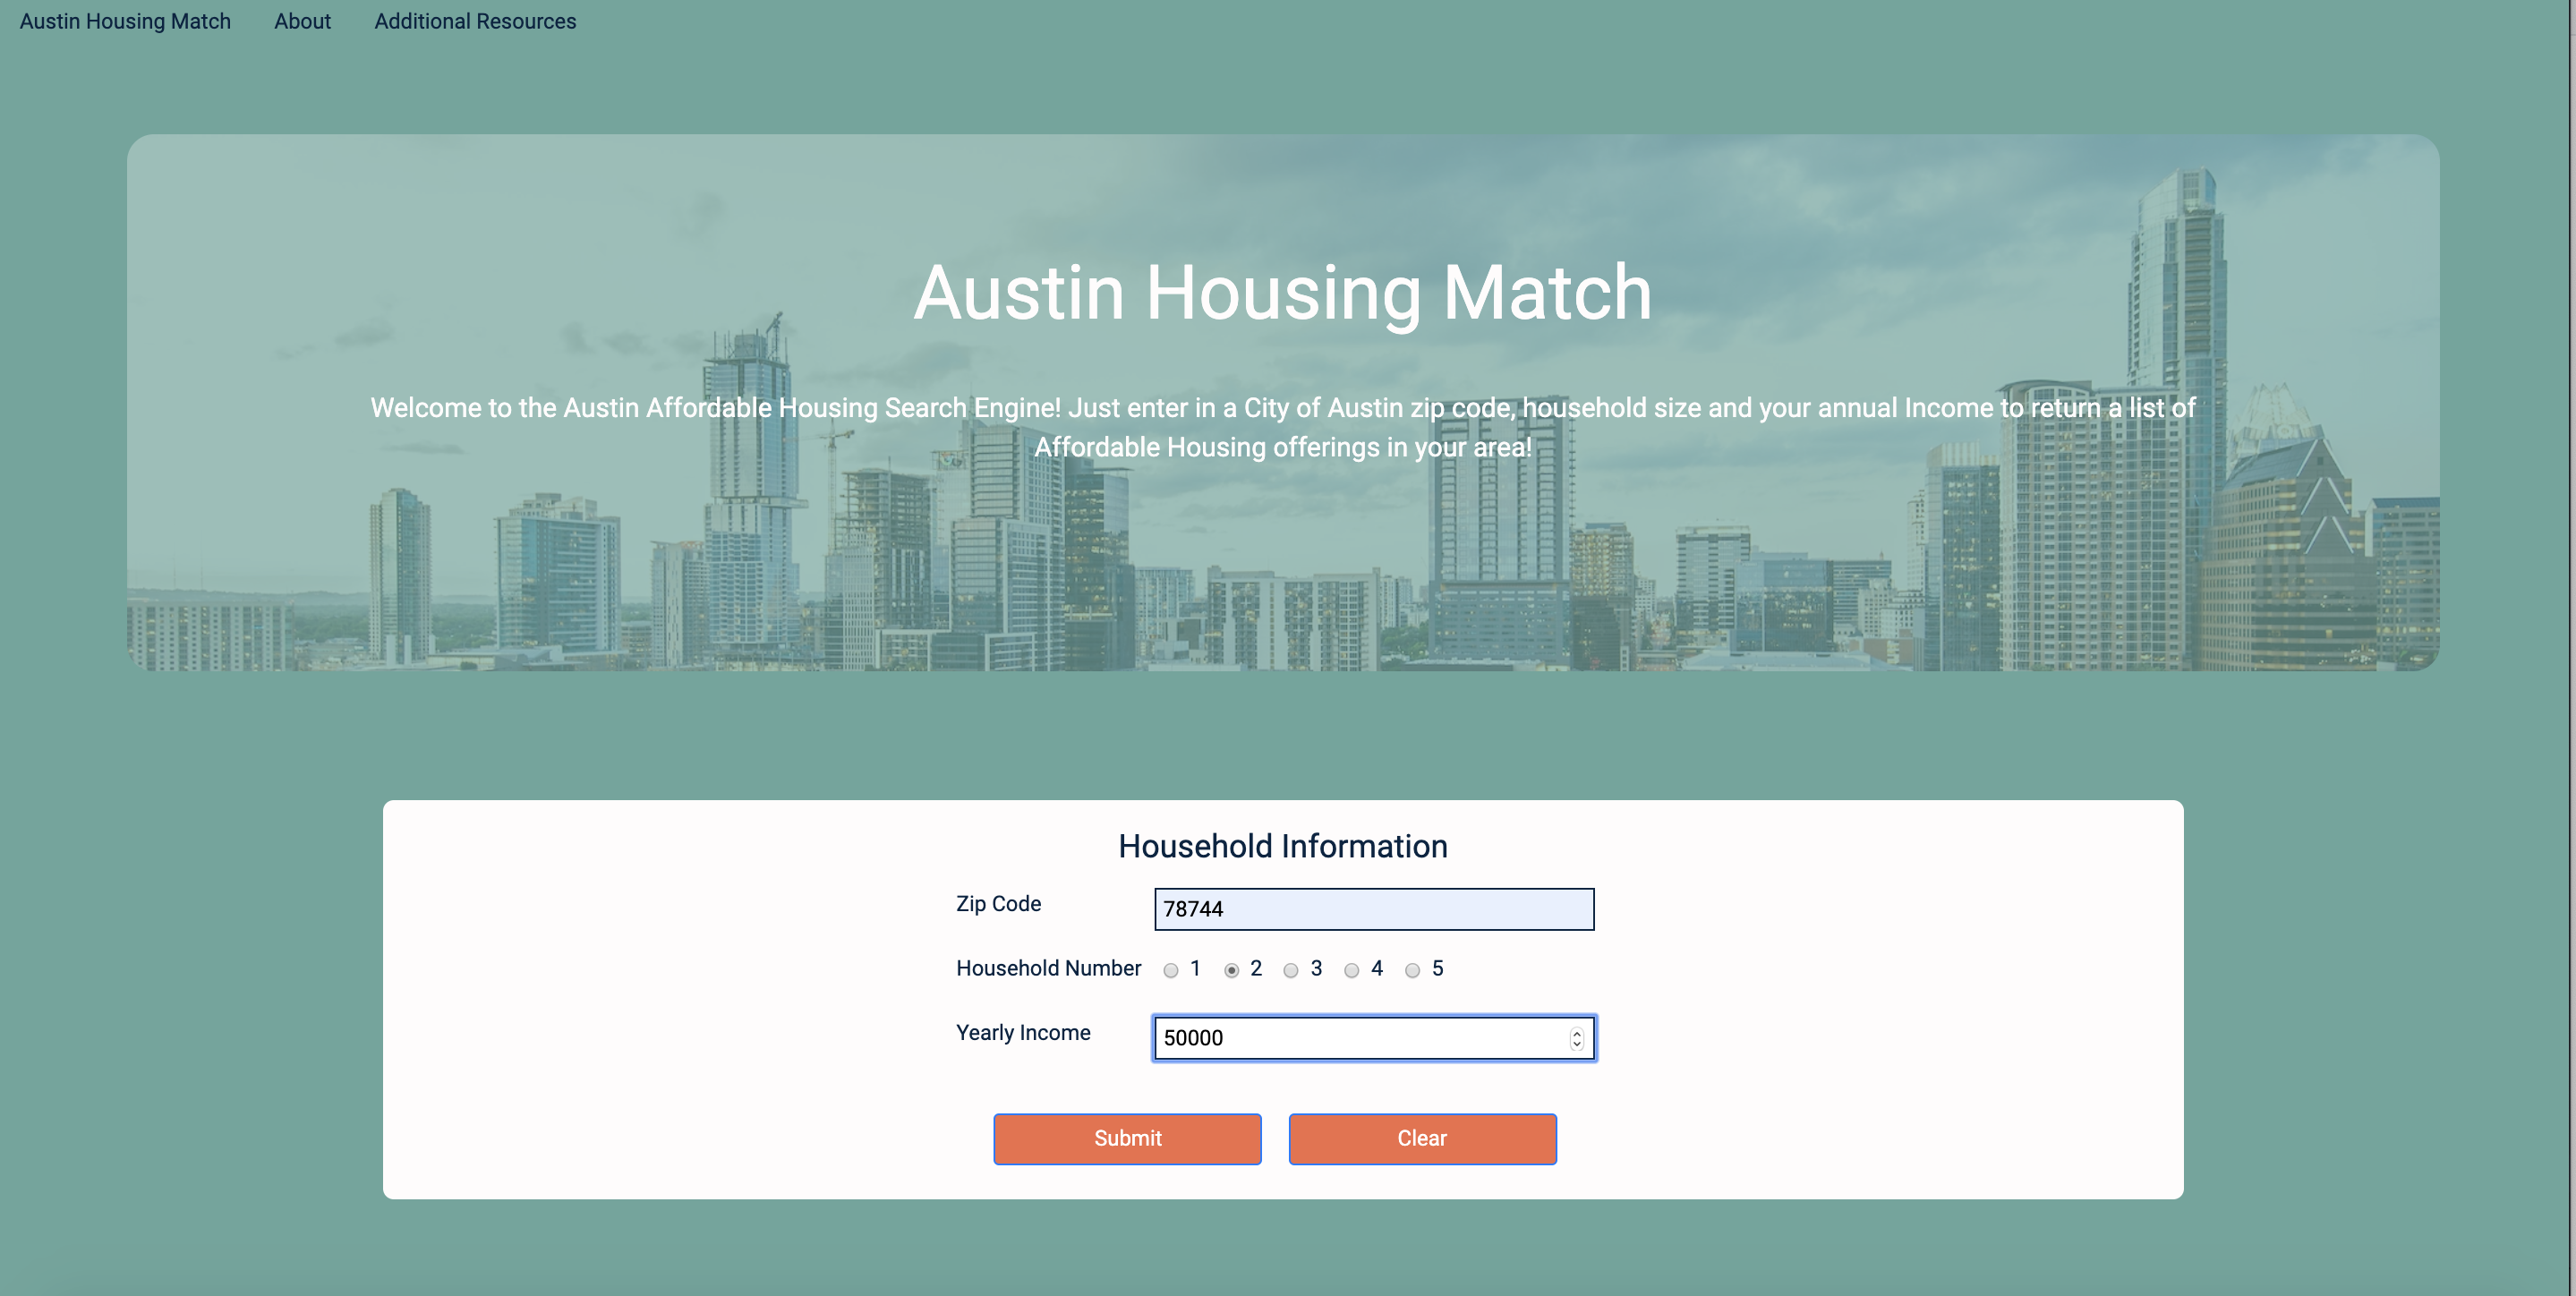 Austin Housing Match About Additional Resources
Austin Housing Match
Welcome to the Austin Affordable Housing Search Engine! Just enter in a City of Austin zip code, household size and your annual Income to return a list of
Affordable Housing offerings in your area!
Household Information
Zip Code 78744
Household Number 1 2 3 4 5
Yearly Income 50000
Submit Clear